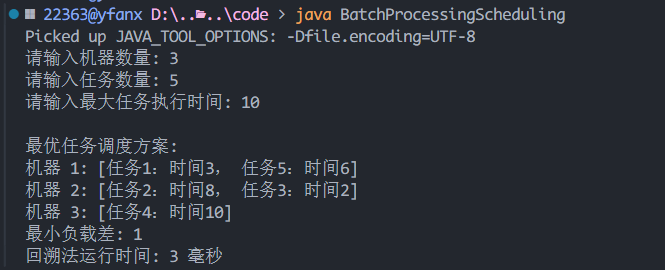 22363@yfanx D:\..\..\code > java BatchProcessingScheduling
Picked up JAVA_TOOL_OPTIONS: -Dfile.encoding=UTF-8
请输入机器数量: 3
请输入任务数量: 5
请输入最大任务执行时间: 10
最优任务调度方案:
机器 1: [任务1: 时间3, 任务5: 时间6]
机器 2: [任务2: 时间8, 任务3: 时间2]
机器 3: [任务4: 时间10]
最小负载差: 1
回溯法运行时间: 3 毫秒